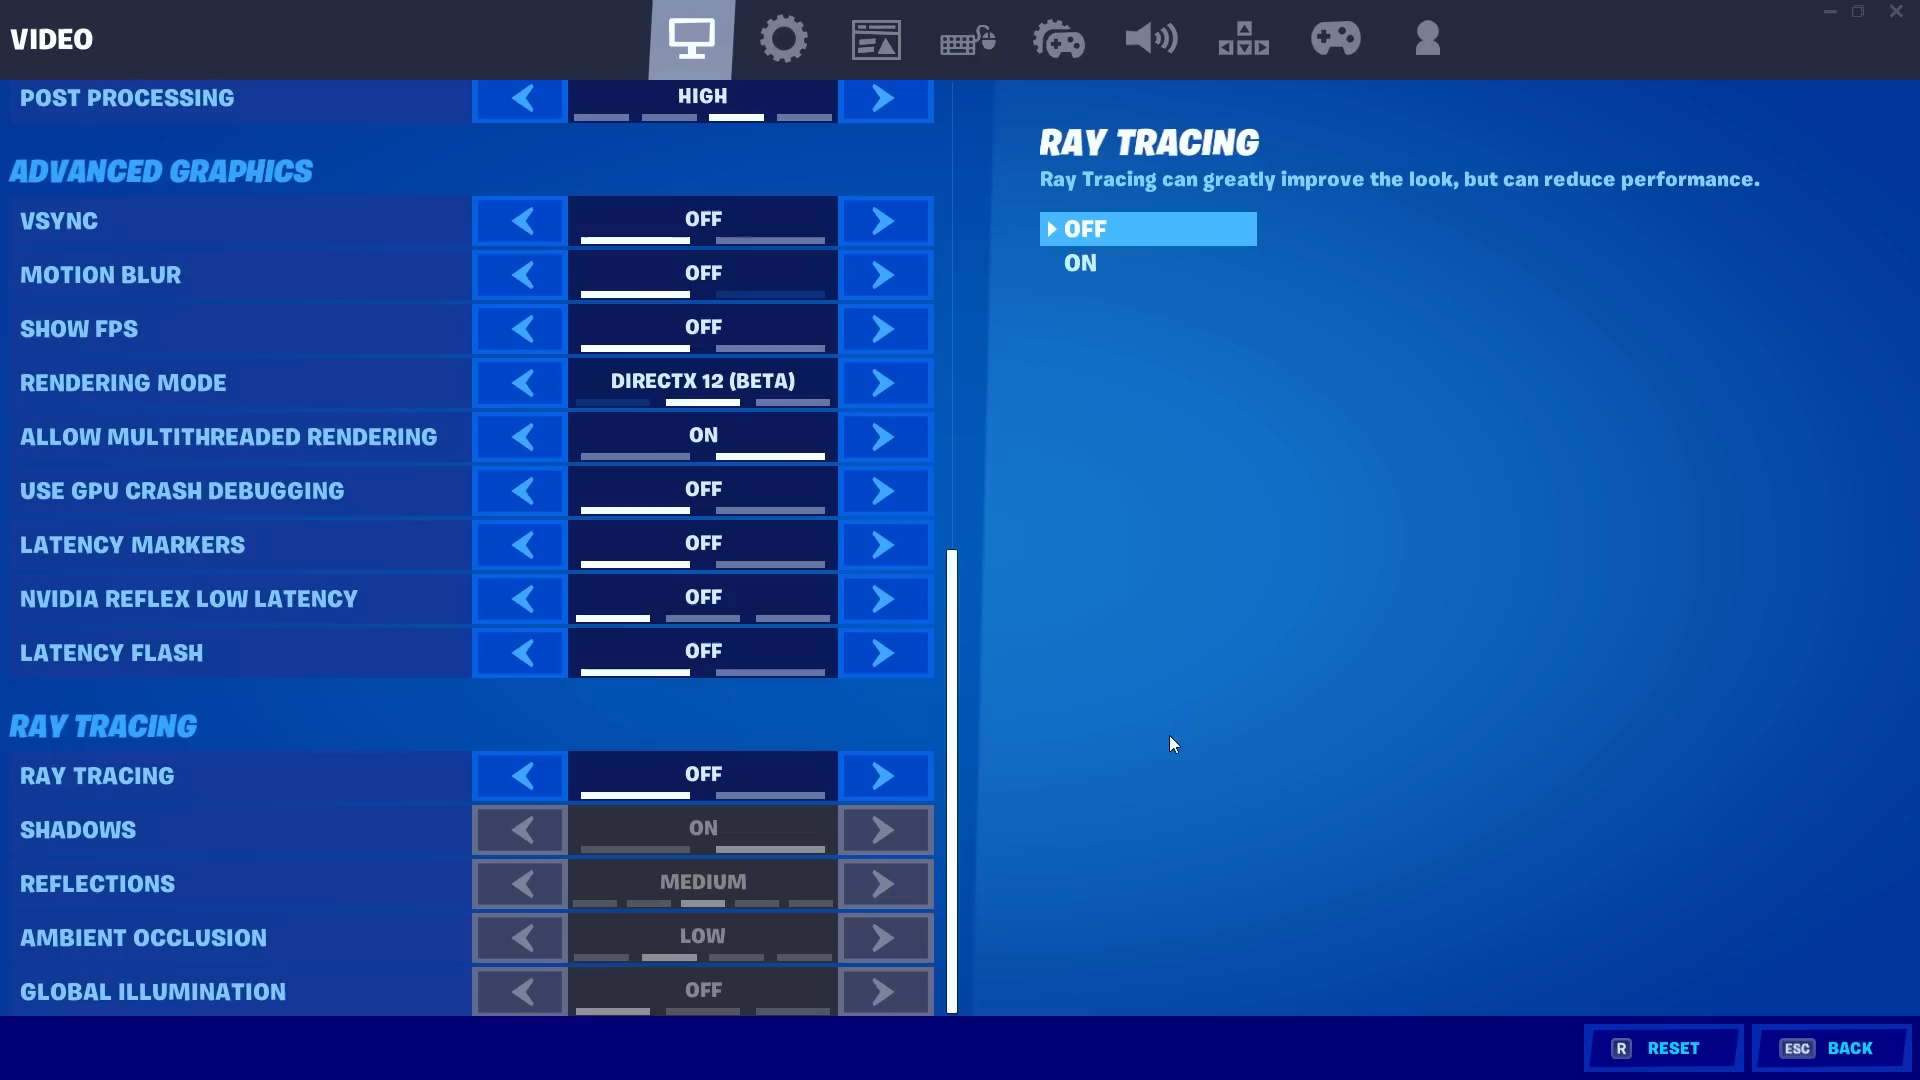 VIDEO
POST PROCESSING HIGH
ADVANCED GRAPHICS
VSYNC OFF
MOTION BLUR OFF
SHOW FPS OFF
RENDERING MODE DIRECTX 12 (BETA)
ALLOW MULTITHREADED RENDERING ON
USE GPU CRASH DEBUGGING OFF
LATENCY MARKERS OFF
NVIDIA REFLEX LOW LATENCY OFF
LATENCY FLASH OFF
RAY TRACING
RAY TRACING OFF
SHADOWS ON
REFLECTIONS MEDIUM
AMBIENT OCCLUSION LOW
GLOBAL ILLUMINATION OFF
RAY TRACING
Ray Tracing can greatly improve the look, but can reduce performance.
OFF
ON
R RESET
ESC BACK